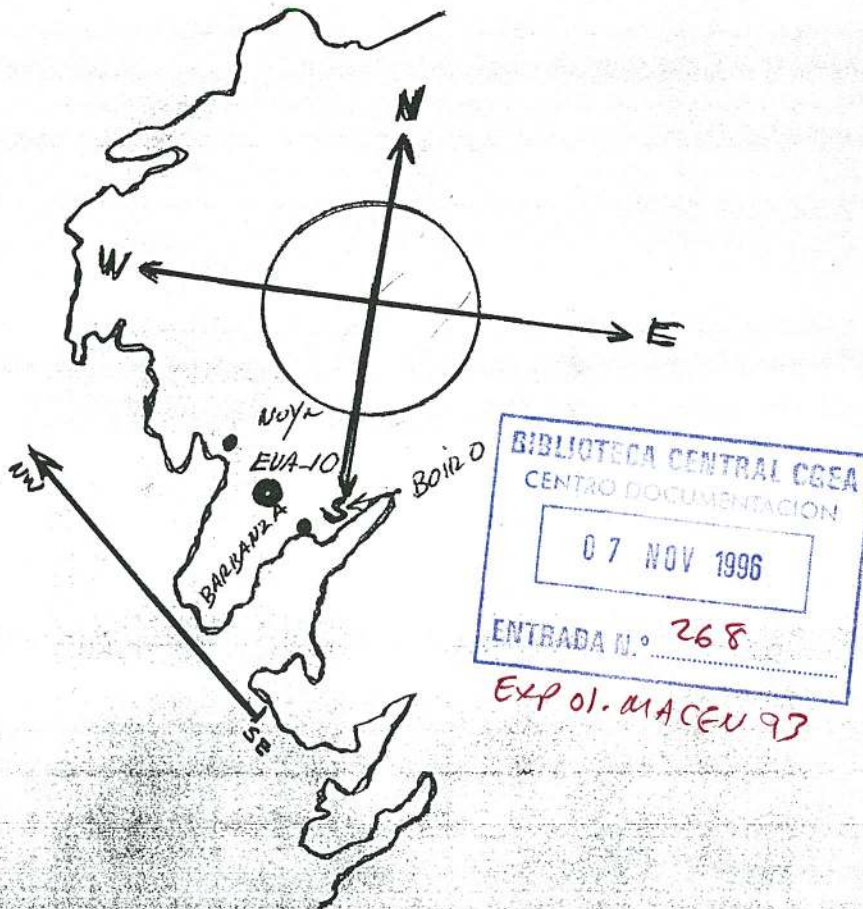 N
W
E
NOYA
EVA-10
BOIRO
S
BARBANZA
NW
SE
BIBLIOTECA CENTRAL CGEA
CENTRO DOCUMENTACION
07 NOV 1996
ENTRADA N.º 268
EXP 01. MACEN 93